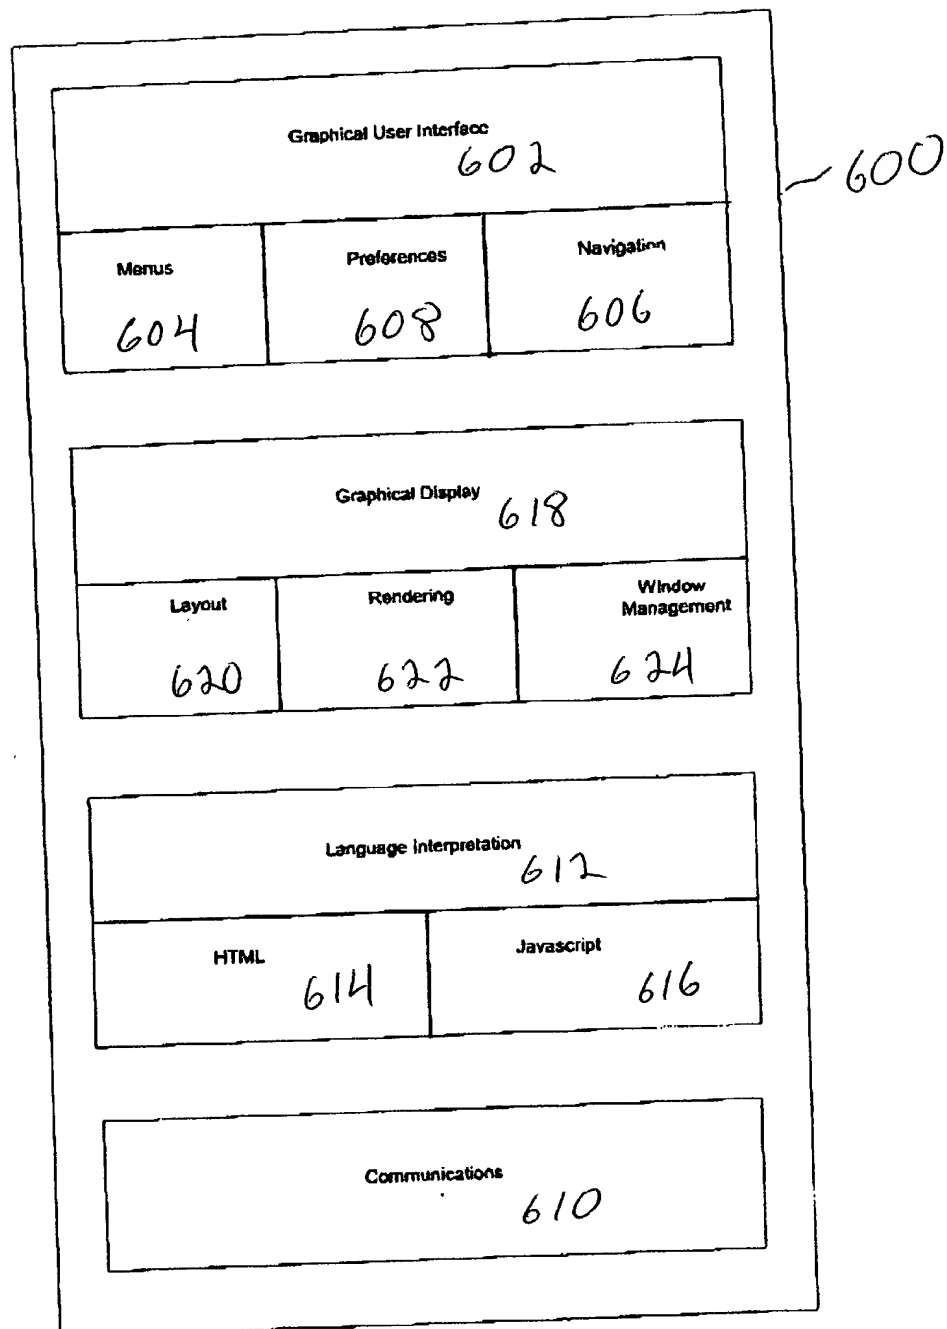 Graphical User Interface
602
600
Menus
Preferences
Navigation
604
608
606
Graphical Display
618
Layout
Rendering
Window
Management
620
622
624
Language Interpretation
612
HTML
Javascript
614
616
Communications
610